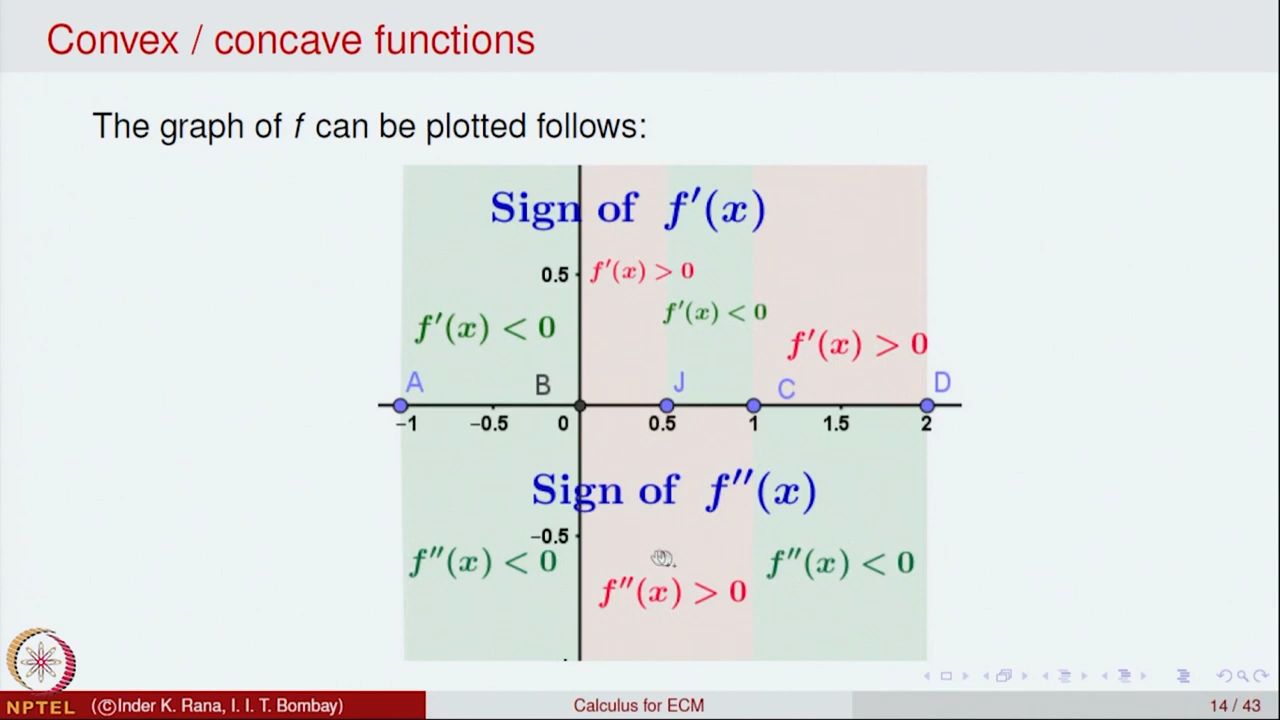 Convex / concave functions
The graph of f can be plotted follows:
Sign of f′(x)
0.5
f′(x) > 0
f′(x) < 0
f′(x) < 0
f′(x) > 0
A B J C D
−1 −0.5 0 0.5 1 1.5 2
Sign of f′′(x)
−0.5
f′′(x) < 0
f′′(x) < 0
f′′(x) > 0
NPTEL (©Inder K. Rana, I. I. T. Bombay) Calculus for ECM 14 / 43